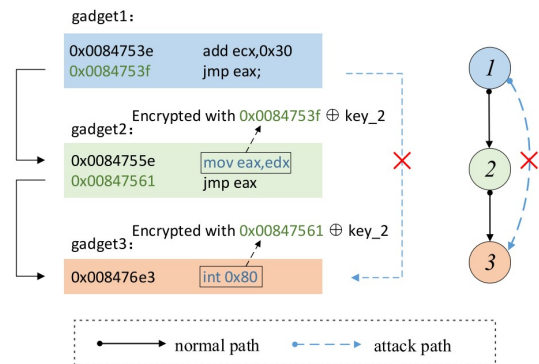 gadget1:
0x0084753e add ecx,0x30
0x0084753f jmp eax;
Encrypted with 0x0084753f ⊕ key_2
gadget2:
0x0084755e mov eax,edx
0x00847561 jmp eax
Encrypted with 0x00847561 ⊕ key_2
gadget3:
0x008476e3 int 0x80
1
2
3
normal path attack path